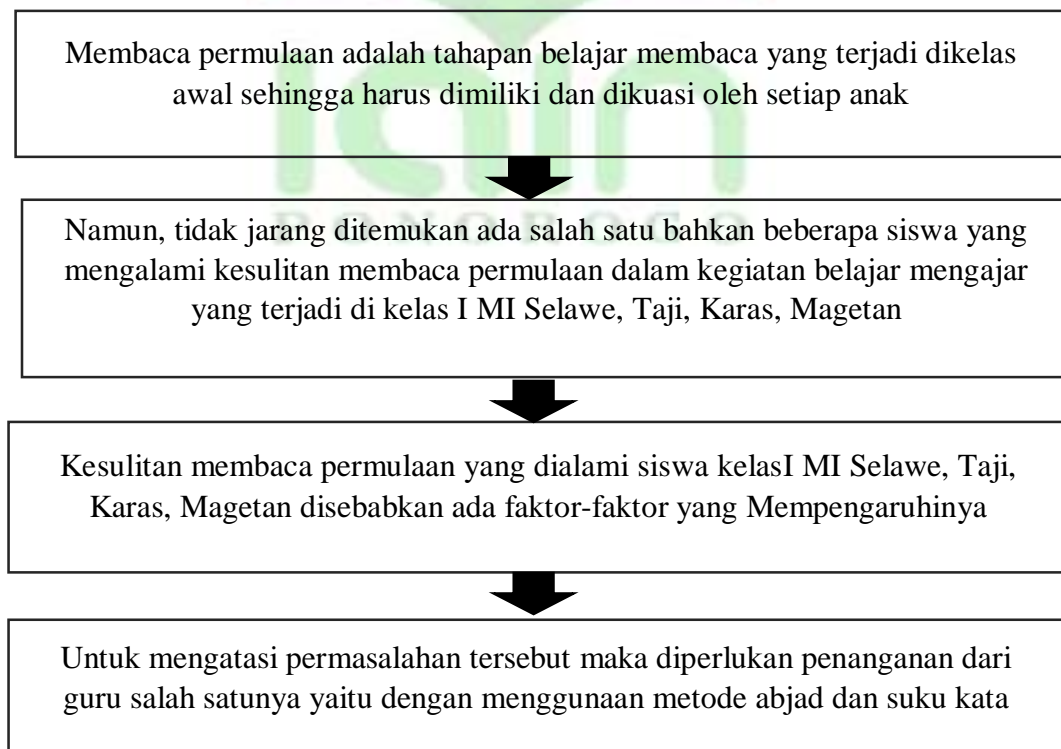 Membaca permulaan adalah tahapan belajar membaca yang terjadi dikelas
awal sehingga harus dimiliki dan dikuasi oleh setiap anak
iain
PONOROGO
Namun, tidak jarang ditemukan ada salah satu bahkan beberapa siswa yang
mengalami kesulitan membaca permulaan dalam kegiatan belajar mengajar
yang terjadi di kelas I MI Selawe, Taji, Karas, Magetan
Kesulitan membaca permulaan yang dialami siswa kelasI MI Selawe, Taji,
Karas, Magetan disebabkan ada faktor-faktor yang Mempengaruhinya
Untuk mengatasi permasalahan tersebut maka diperlukan penanganan dari
guru salah satunya yaitu dengan menggunaan metode abjad dan suku kata